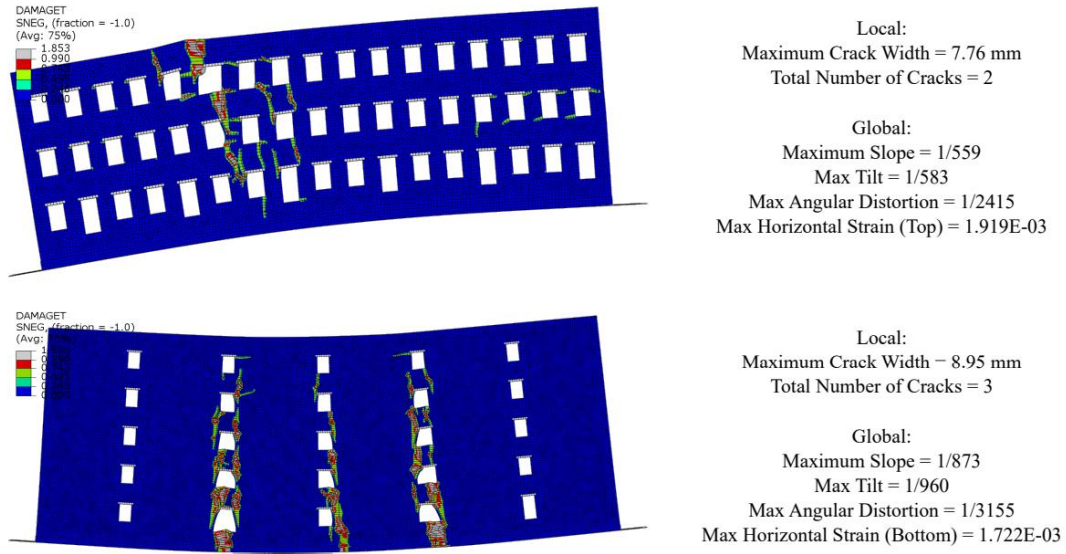 DAMAGET
SNEG, (fraction = -1.0)
(Avg: 75%)
1.853
0.990
Local:
Maximum Crack Width = 7.76 mm
Total Number of Cracks = 2
Global:
Maximum Slope = 1/559
Max Tilt = 1/583
Max Angular Distortion = 1/2415
Max Horizontal Strain (Top) = 1.919E-03
DAMAGET
SNEG, (fraction = -1.0)
(Avg:
Local:
Maximum Crack Width = 8.95 mm
Total Number of Cracks = 3
Global:
Maximum Slope = 1/873
Max Tilt = 1/960
Max Angular Distortion = 1/3155
Max Horizontal Strain (Bottom) = 1.722E-03